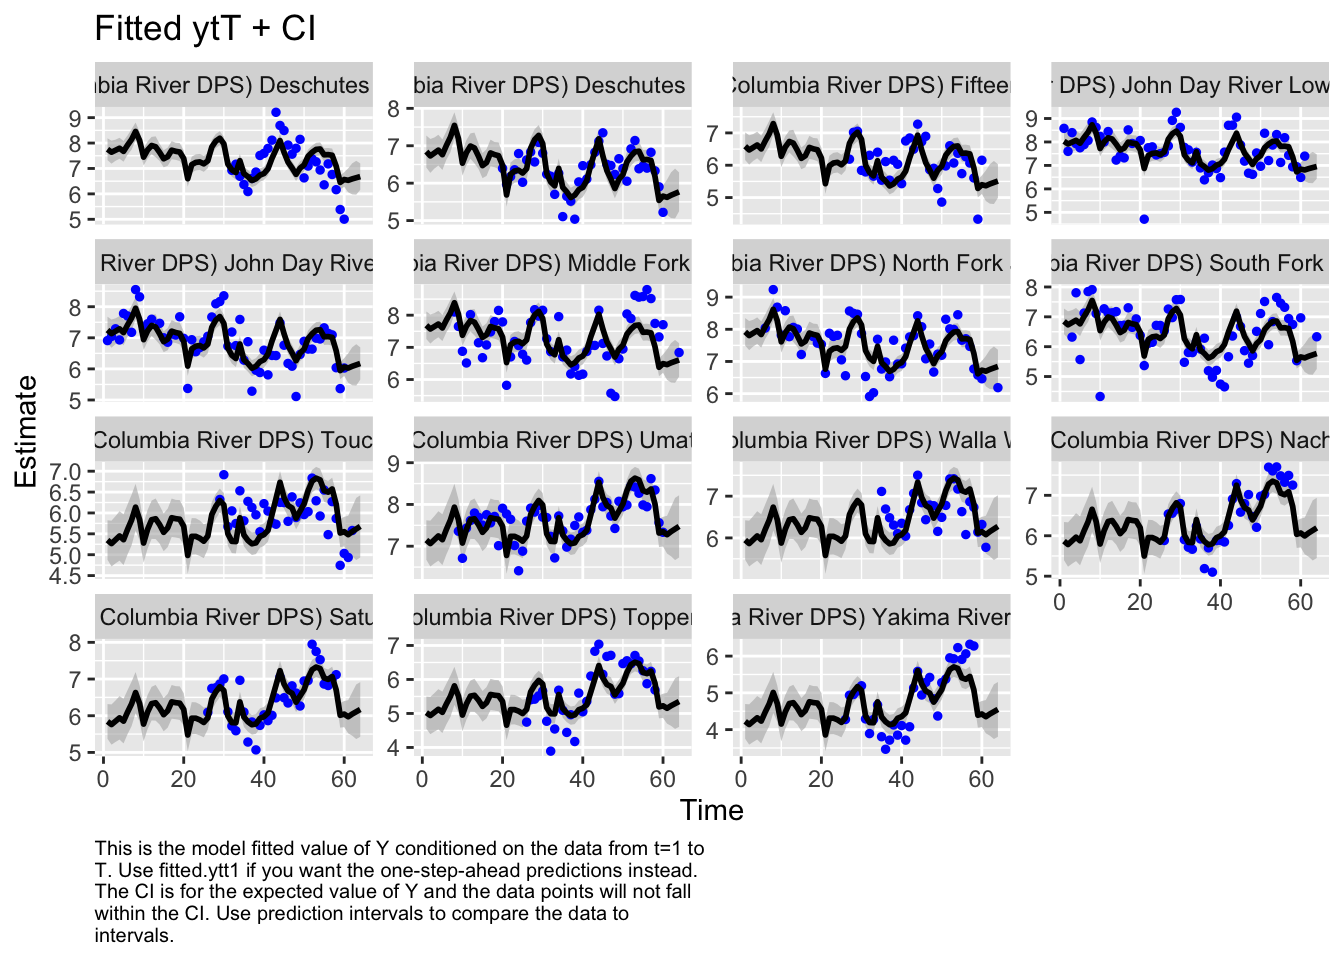 Fitted ytT + CI
bia River DPS) Deschutes
bia River DPS) Deschutes
Columbia River DPS) Fifteen
DPS) John Day River Low
9
8
7
6
5
8
7
6
5
7
6
5
9
8
7
6
5
River DPS) John Day Rive
bia River DPS) Middle Fork
bia River DPS) North Fork
bia River DPS) South Fork
8
7
6
5
8
7
6
9
8
7
6
8
7
6
5
Columbia River DPS) Touc
Columbia River DPS) Umat
olumbia River DPS) Walla W
Columbia River DPS) Nach
7.0
6.5
6.0
5.5
5.0
4.5
9
8
7
7
6
7
6
5
0 20 40 60
Columbia River DPS) Satu
olumbia River DPS) Toppen
a River DPS) Yakima River
8
7
6
5
7
6
5
4
6
5
4
0 20 40 60
0 20 40 60
0 20 40 60
Estimate
Time
This is the model fitted value of Y conditioned on the data from t=1 to
T. Use fitted.ytt1 if you want the one-step-ahead predictions instead.
The CI is for the expected value of Y and the data points will not fall
within the CI. Use prediction intervals to compare the data to
intervals.